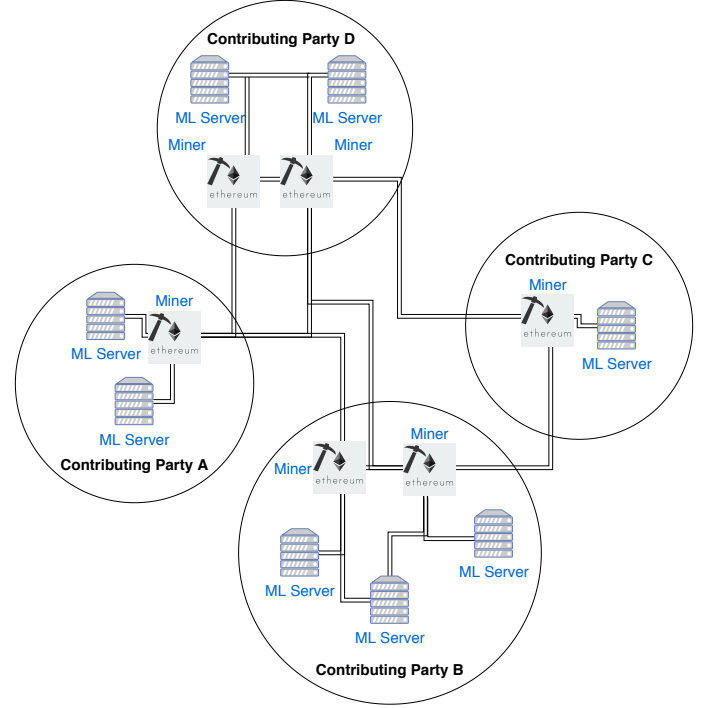 Contributing Party D
ML Server
ML Server
Miner
Miner
ethereum
ethereum
Contributing Party C
Miner
ethereum
ML Server
Miner
ethereum
ML Server
ML Server
Contributing Party A
Miner
Miner
ethereum
ethereum
ML Server
ML Server
ML Server
Contributing Party B